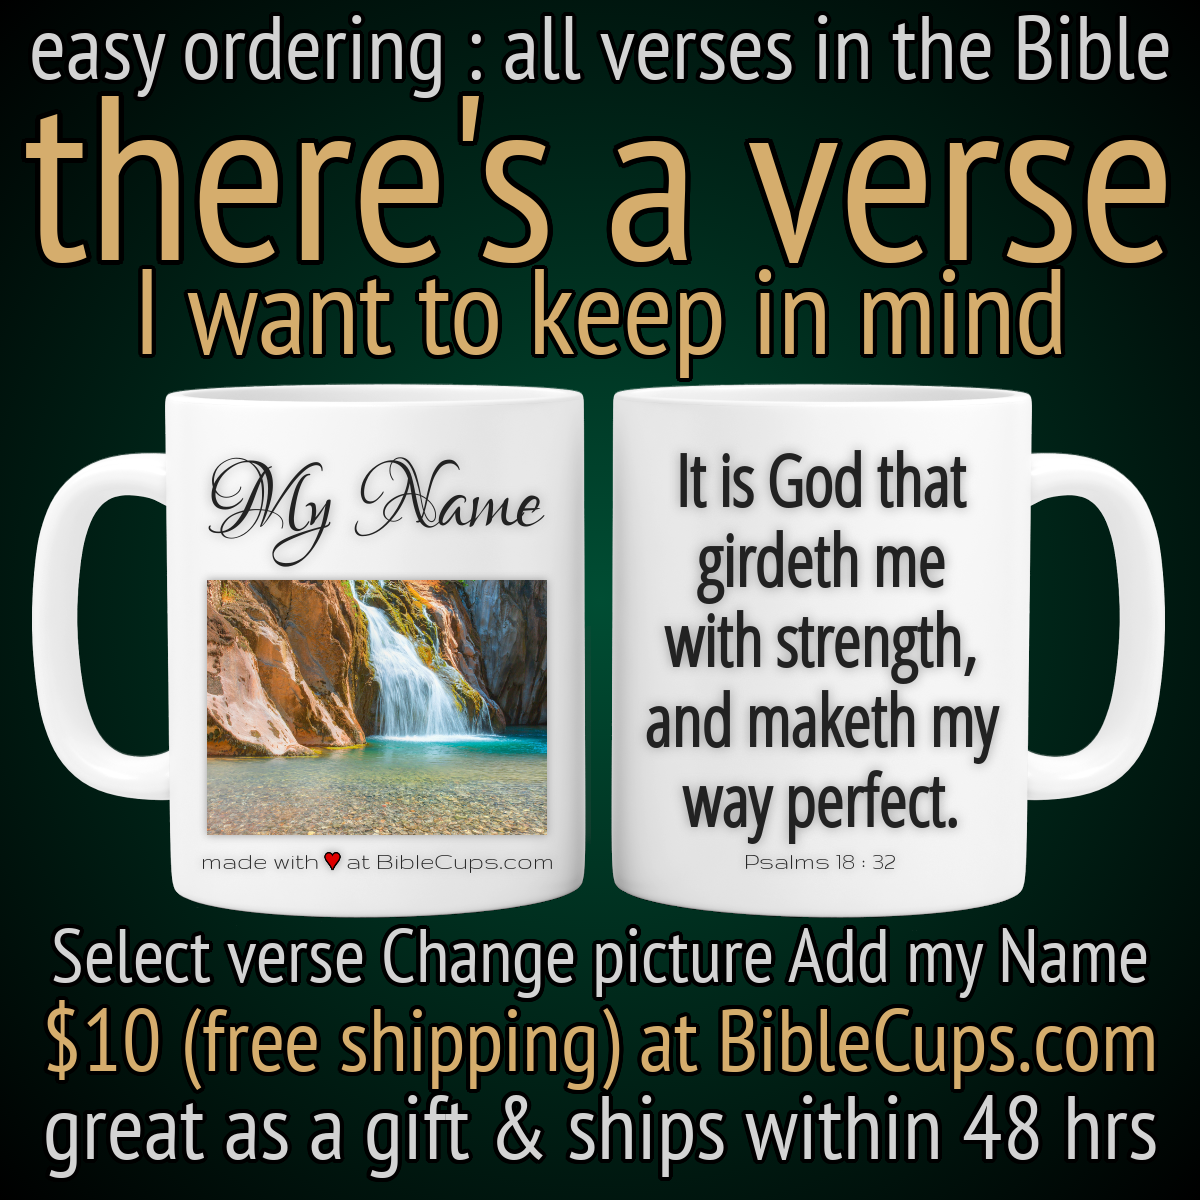 easy ordering : all verses in the Bible
there's a verse
I want to keep in mind
My Name
made with ♥ at BibleCups.com
It is God that
girdeth me
with strength,
and maketh my
way perfect.
Psalms 18 : 32
Select verse Change picture Add my Name
$10 (free shipping) at BibleCups.com
great as a gift & ships within 48 hrs